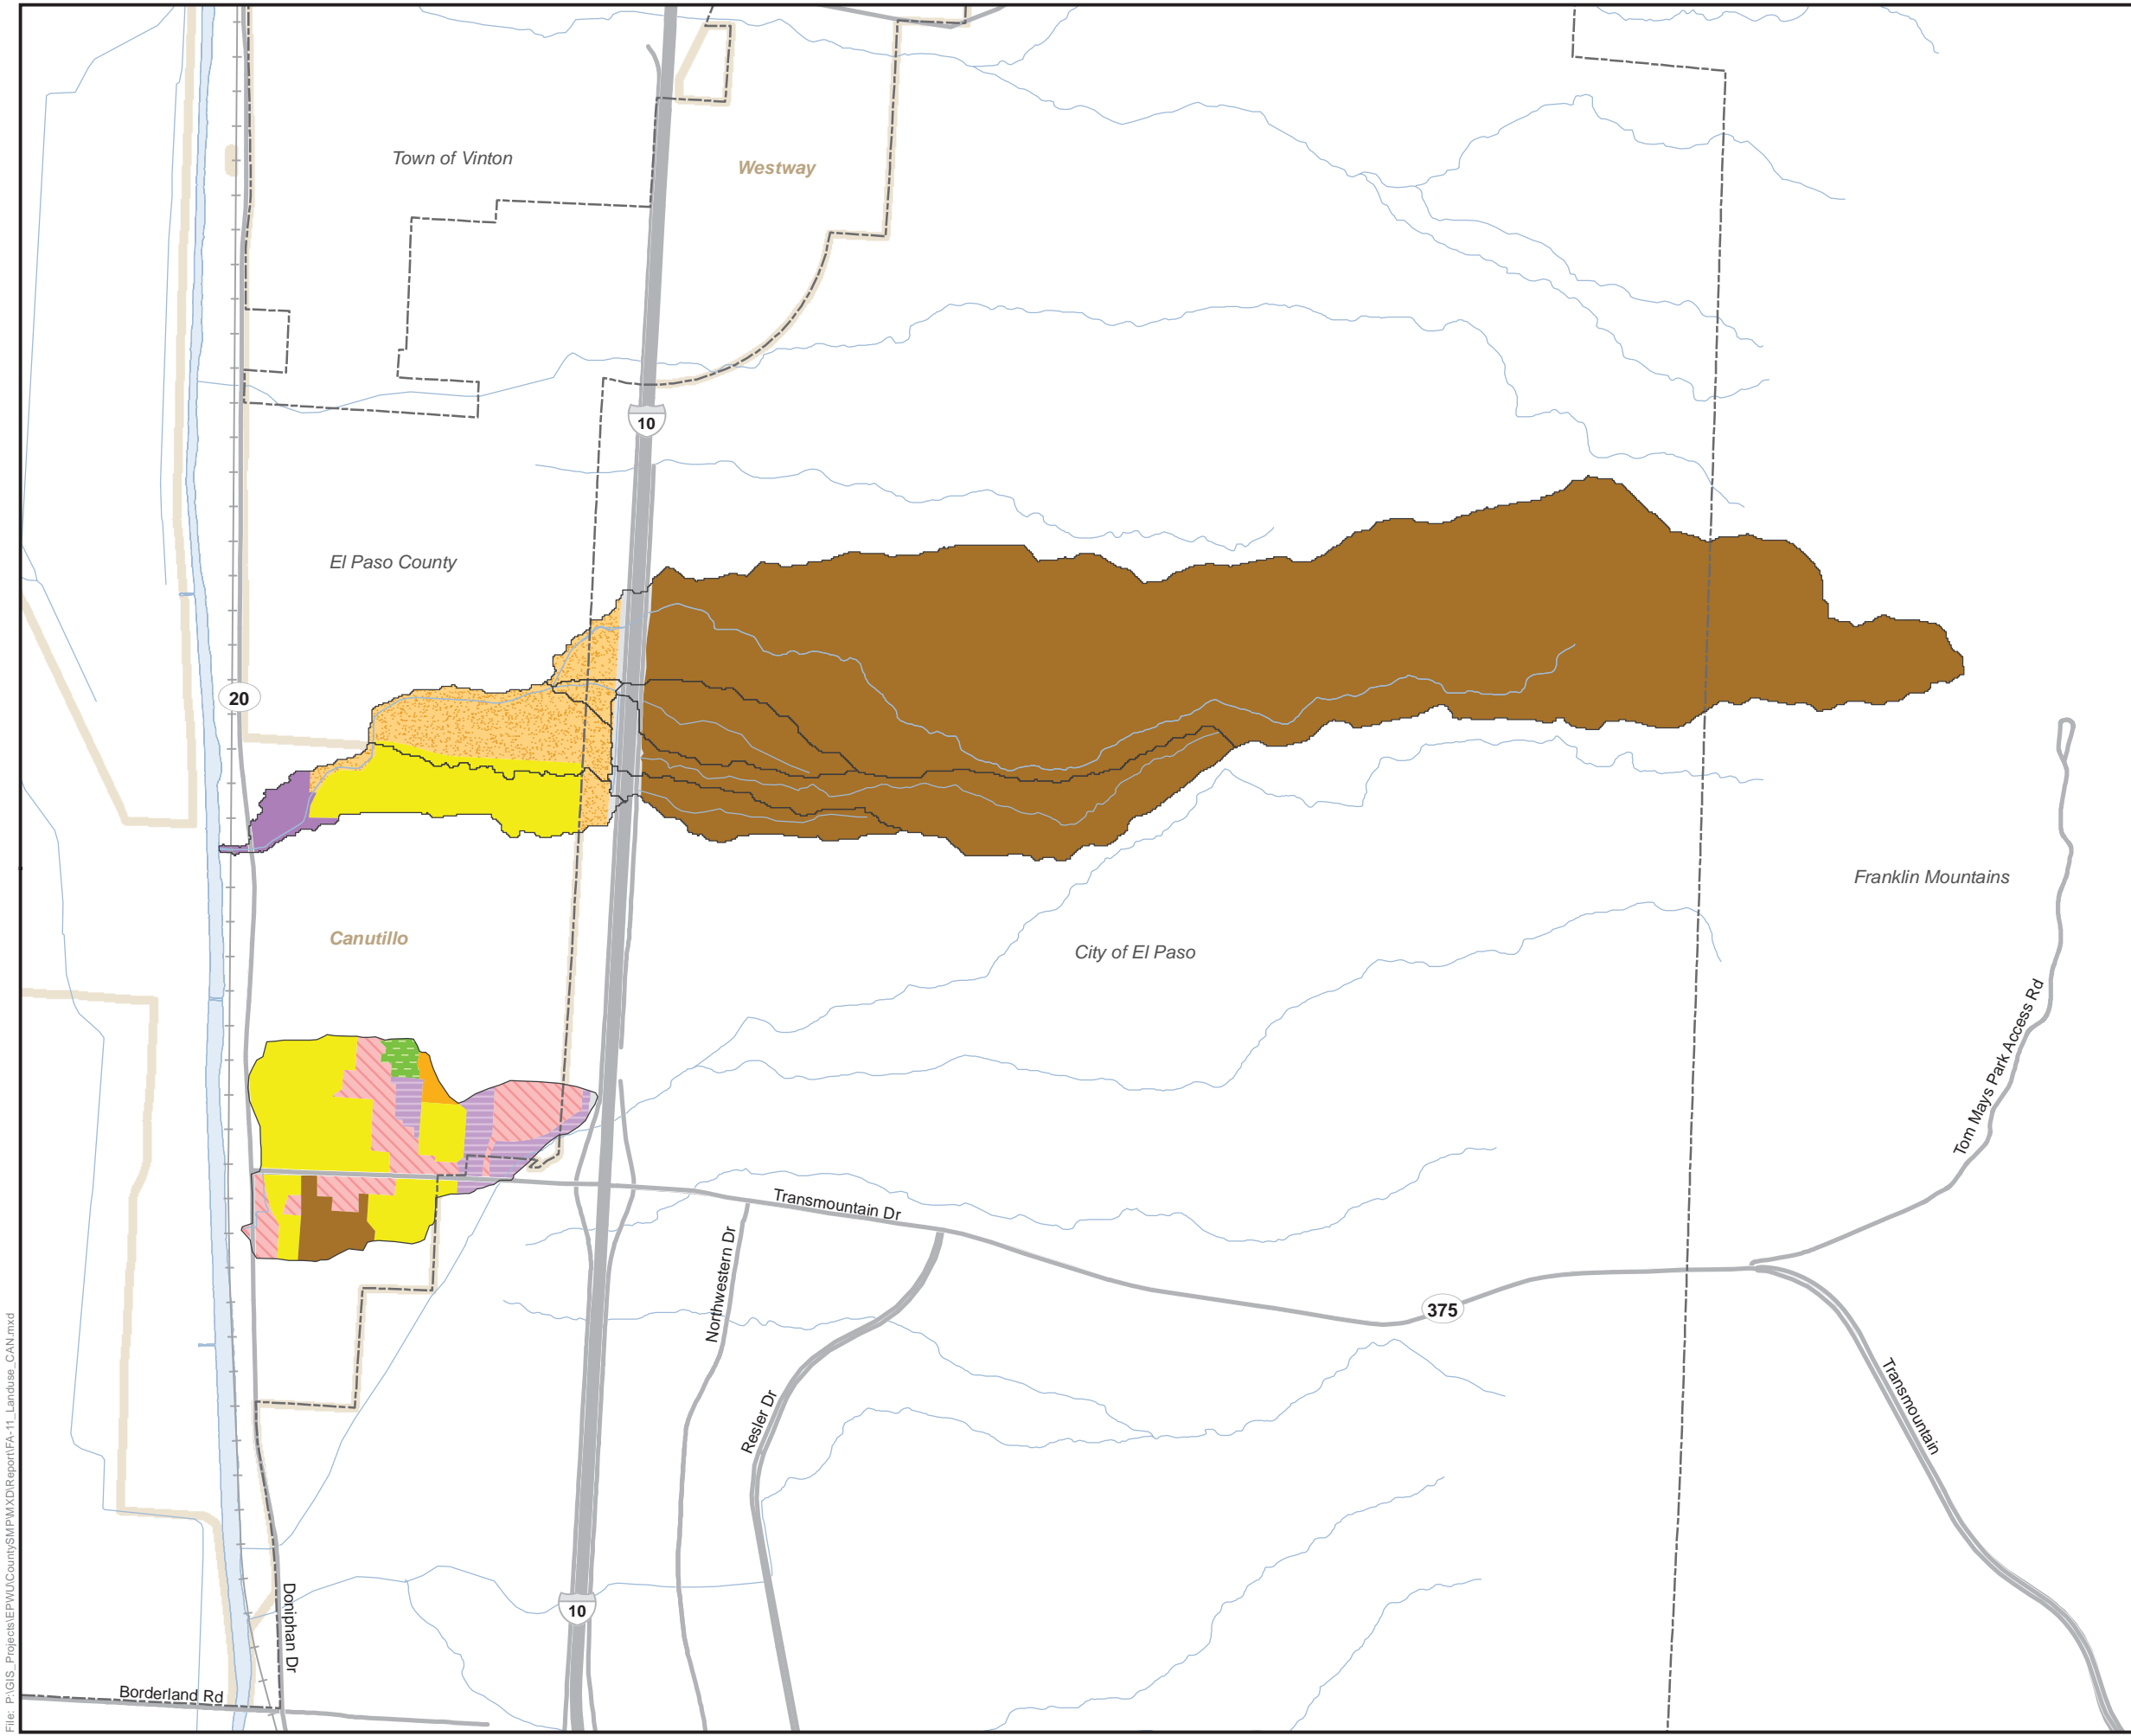 Town of Vinton
Westway
10
El Paso County
20
Franklin Mountains
Canutillo
City of El Paso
Tom Mays Park Access Rd
Transmountain Dr
Northwestern Dr
375
Resler Dr
Transmountain
10
Doniphan Dr
Borderland Rd
File: P:\GIS_Projects\EPWU\CountySMP\MXD\Report\FA-11_Landuse_CAN.mxd